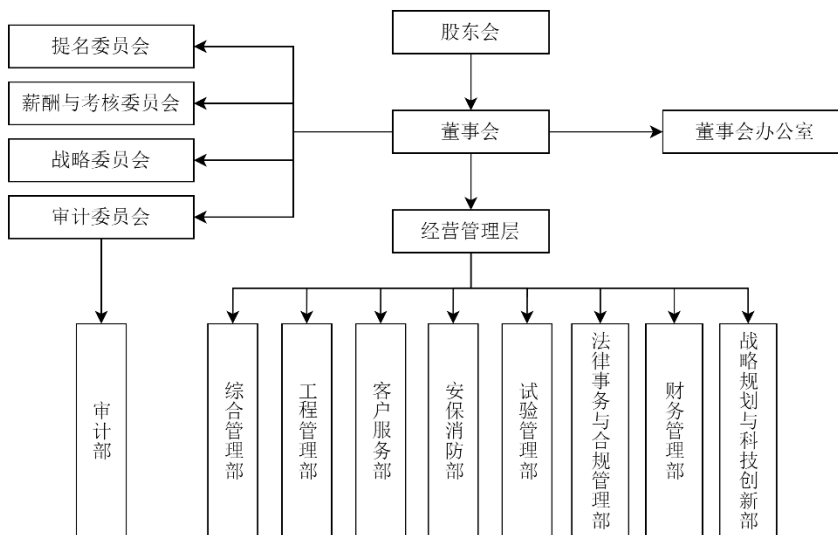 股东会
提名委员会
薪酬与考核委员会
董事会
董事会办公室
战略委员会
审计委员会
经营管理层
审计部
综合管理部
工程管理部
客户服务部
安保消防部
试验管理部
法律事务与合规管理部
财务管理部
战略规划与科技创新部